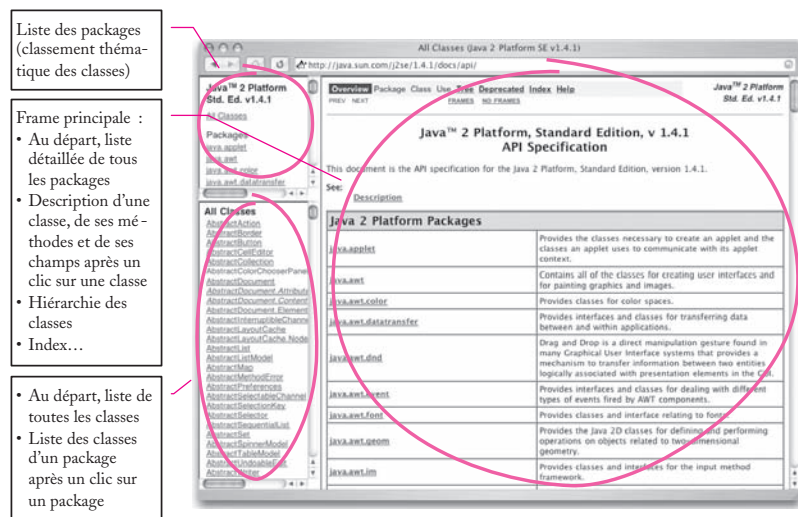 Liste des packages
(classement théma-
tique des classes)
Frame principale :
• Au départ, liste
détaillée de tous
les packages
• Description d'une
classe, de ses mé-
thodes et de ses
champs après un
clic sur une classe
• Hiérarchie des
classes
• Index…
• Au départ, liste de
toutes les classes
• Liste des classes
d'un package
après un clic sur
un package
All Classes (Java 2 Platform SE v1.4.1)
http://java.sun.com/j2se/1.4.1/docs/api/
Java™ 2 Platform
Std. Ed. v1.4.1
All Classes
Packages
java.applet
java.awt
java.awt.color
java.awt.datatransfer
All Classes
AbstractAction
AbstractBorder
AbstractButton
AbstractCellEditor
AbstractCollection
AbstractColorChooserPane
AbstractDocument
AbstractDocument.Attribute
AbstractDocument.Content
AbstractDocument.Element
AbstractInterruptibleChanne
AbstractLayoutCache
AbstractLayoutCache.Node
AbstractList
AbstractListModel
AbstractMap
AbstractMethodError
AbstractPreferences
AbstractSelectableChannel
AbstractSelectionKey
AbstractSelector
AbstractSequentialList
AbstractSet
AbstractSpinnerModel
AbstractTableModel
AbstractUndoableEdit
AbstractWriter
Overview Package Class Use Tree Deprecated Index Help
PREV NEXT FRAMES NO FRAMES
Java™ 2 Platform
Std. Ed. v1.4.1
Java™ 2 Platform, Standard Edition, v 1.4.1
API Specification
This document is the API specification for the Java 2 Platform, Standard Edition, version 1.4.1.
See:
Description
Java 2 Platform Packages
java.applet
Provides the classes necessary to create an applet and the
classes an applet uses to communicate with its applet
context.
java.awt
Contains all of the classes for creating user interfaces and
for painting graphics and images.
java.awt.color
Provides classes for color spaces.
java.awt.datatransfer
Provides interfaces and classes for transferring data
between and within applications.
java.awt.dnd
Drag and Drop is a direct manipulation gesture found in
many Graphical User Interface systems that provides a
mechanism to transfer information between two entities
logically associated with presentation elements in the GUI.
java.awt.event
Provides interfaces and classes for dealing with different
types of events fired by AWT components.
java.awt.font
Provides classes and interface relating to fonts.
java.awt.geom
Provides the Java 2D classes for defining and performing
operations on objects related to two-dimensional
geometry.
java.awt.im
Provides classes and interfaces for the input method
framework.